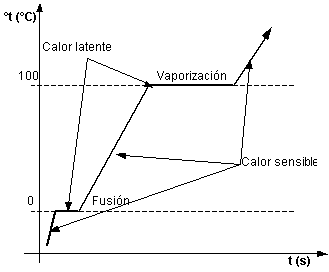 °t (°C)
Calor latente
100
Vaporización
Calor sensible
0
Fusión
t (s)